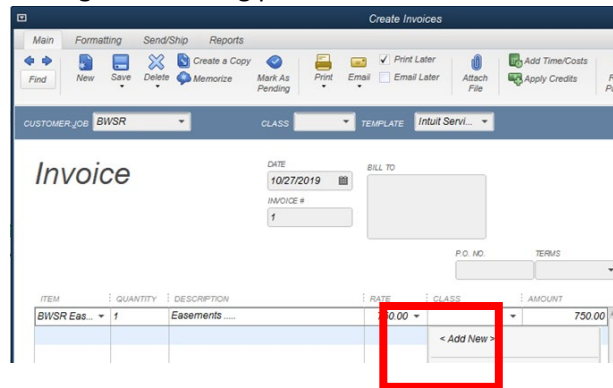 Create Invoices
Main Formatting Send/Ship Reports
Find New Save Delete Create a Copy Memorize Mark As Pending Print Email Print Later Email Later Attach File Add Time/Costs Apply Credits
CUSTOMER:JOB BWSR CLASS TEMPLATE Intuit Servi...
Invoice
DATE
10/27/2019
INVOICE #
1
BILL TO
P.O. NO. TERMS
ITEM QUANTITY DESCRIPTION RATE CLASS AMOUNT
BWSR Eas... 1 Easements ..... 750.00 750.00
< Add New >